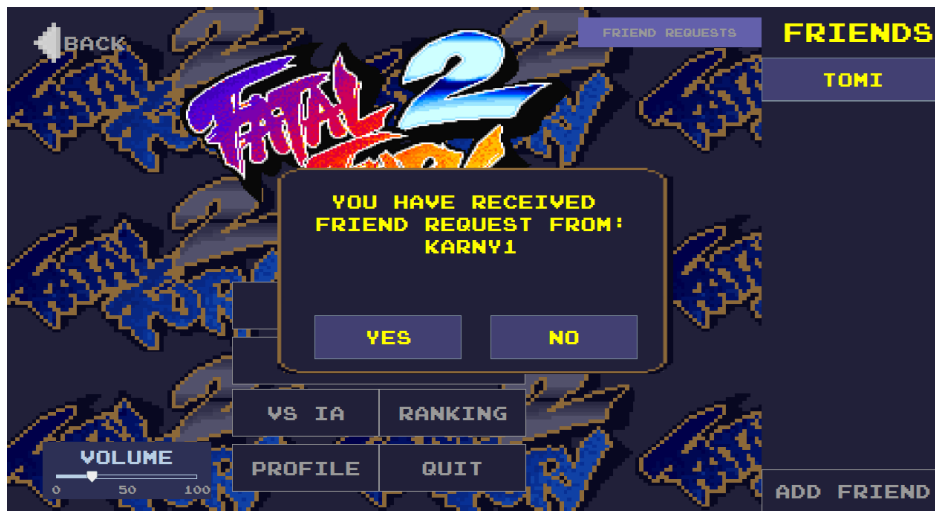 BACK
FRIEND REQUESTS
FRIENDS
TOMI
FATAL 2
YOU HAVE RECEIVED
FRIEND REQUEST FROM:
KARNY1
YES
NO
VS IA
RANKING
PROFILE
QUIT
VOLUME
0 50 100
ADD FRIEND